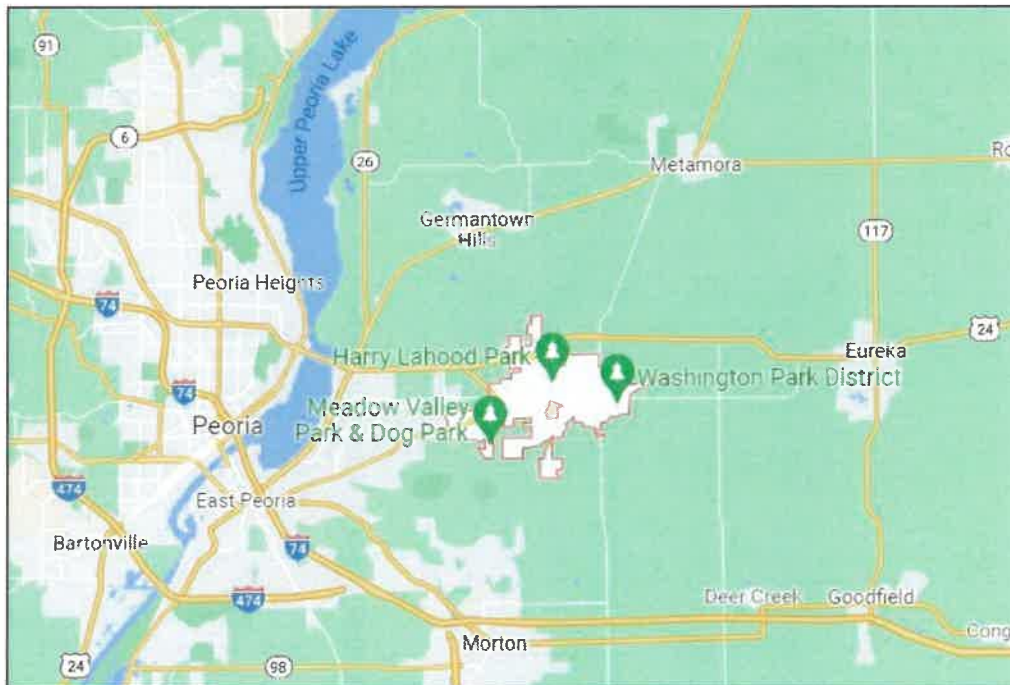 91
6
Upper Peoria Lake
26
Metamora
Ro
Germantown
Hills
117
Peoria Heights
74
24
Eureka
Harry Lahood Park
Washington Park District
74
Meadow Valley
Park & Dog Park
Peoria
474
East Peoria
Bartonville
74
474
Deer Creek
Goodfield
Cong
Morton
24
98